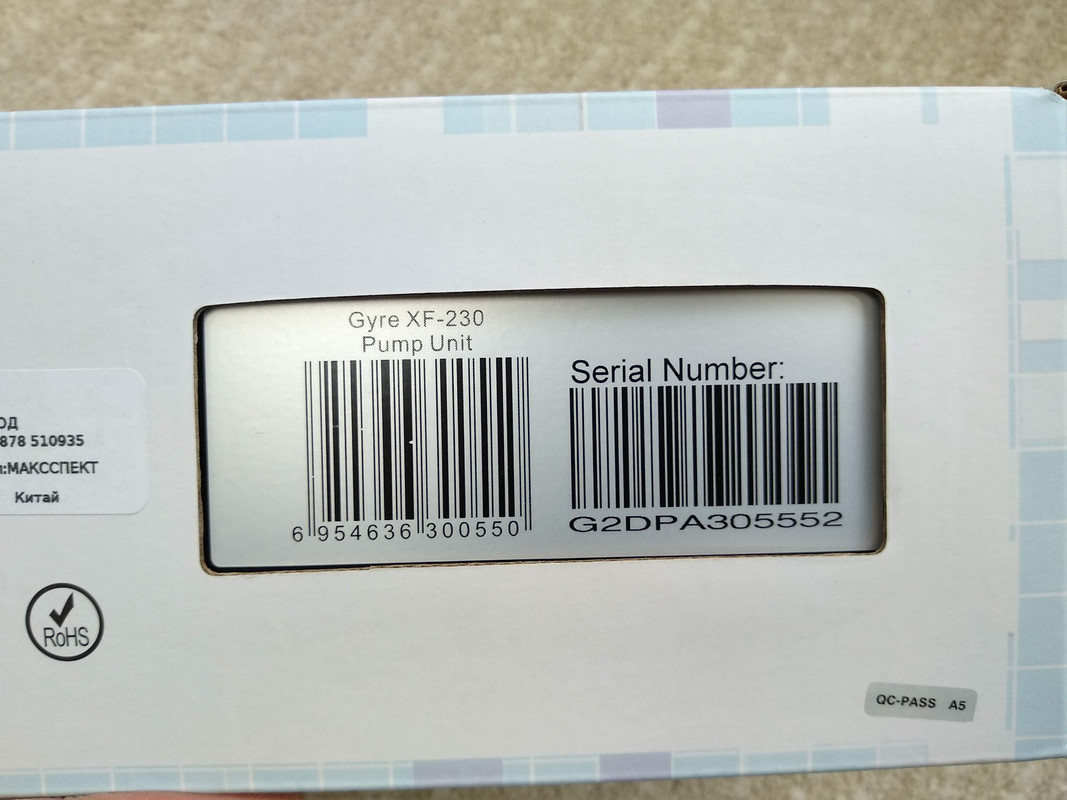 Gyre XF-230
Pump Unit
Serial Number:
6 954636 300550
G2DPA305552
ОД
878 510935
:МАКССПЕКТ
Китай
RoHS
QC-PASS A5